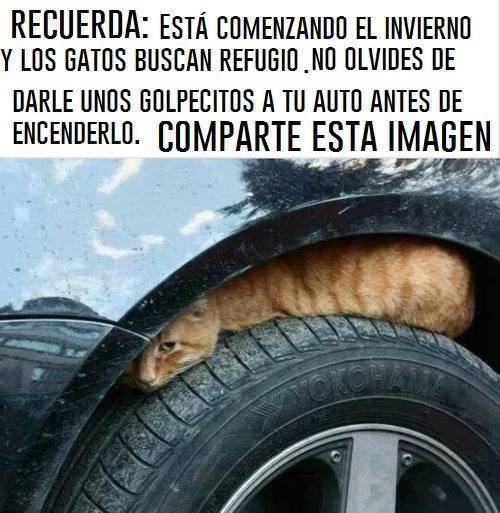 RECUERDA: ESTÁ COMENZANDO EL INVIERNO
Y LOS GATOS BUSCAN REFUGIO .NO OLVIDES DE
DARLE UNOS GOLPECITOS A TU AUTO ANTES DE
ENCENDERLO. COMPARTE ESTA IMAGEN
YOKOHAMA